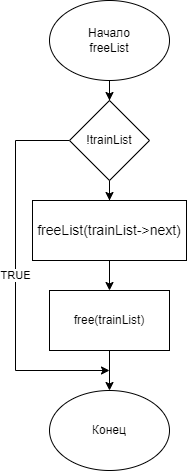 Начало
freeList
!trainList
freeList(trainList->next)
TRUE
free(trainList)
Конец